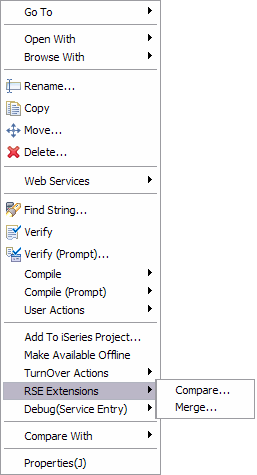 Go To
Open With
Browse With
Rename...
Copy
Move...
Delete...
Web Services
Find String...
Verify
Verify (Prompt)...
Compile
Compile (Prompt)
User Actions
Add To iSeries Project...
Make Available Offline
TurnOver Actions
RSE Extensions
Compare...
Debug(Service Entry)
Merge...
Compare With
Properties(J)